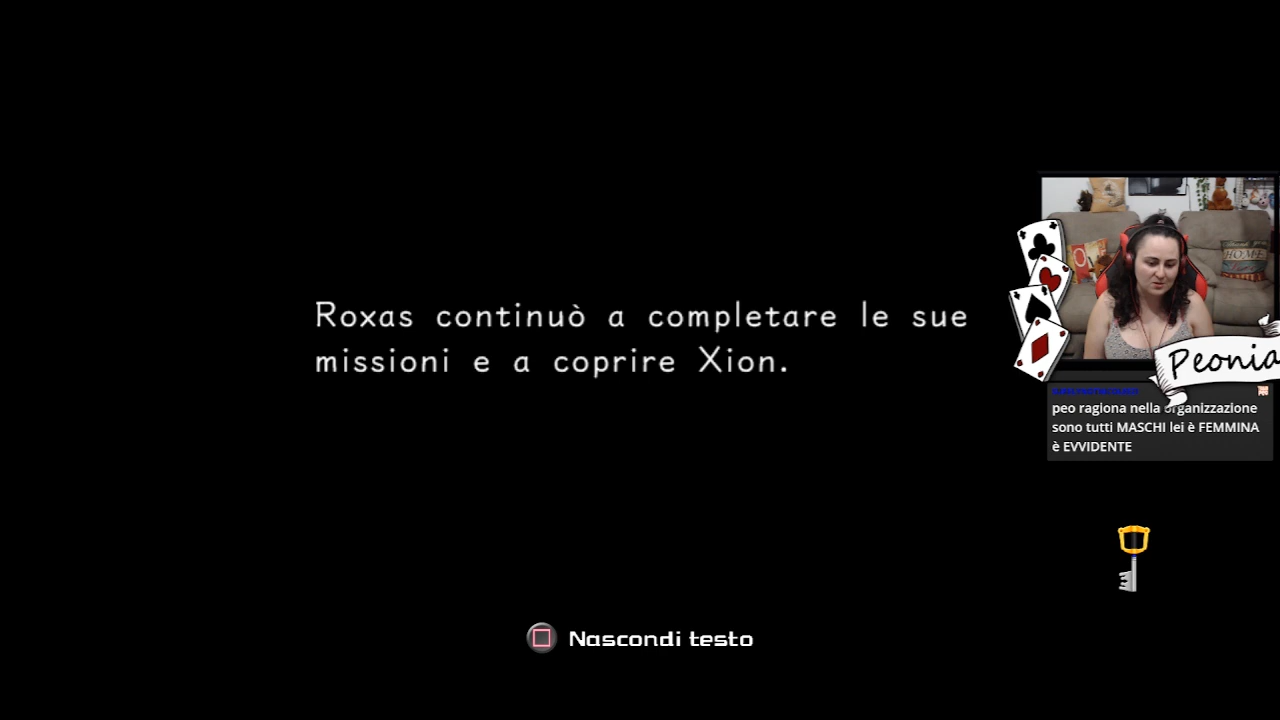 Roxas continuò a completare le sue
missioni e a coprire Xion.
HOME
Peonia
peo ragiona nella organizzazione
sono tutti MASCHI lei è FEMMINA
è EVVIDENTE
Nascondi testo